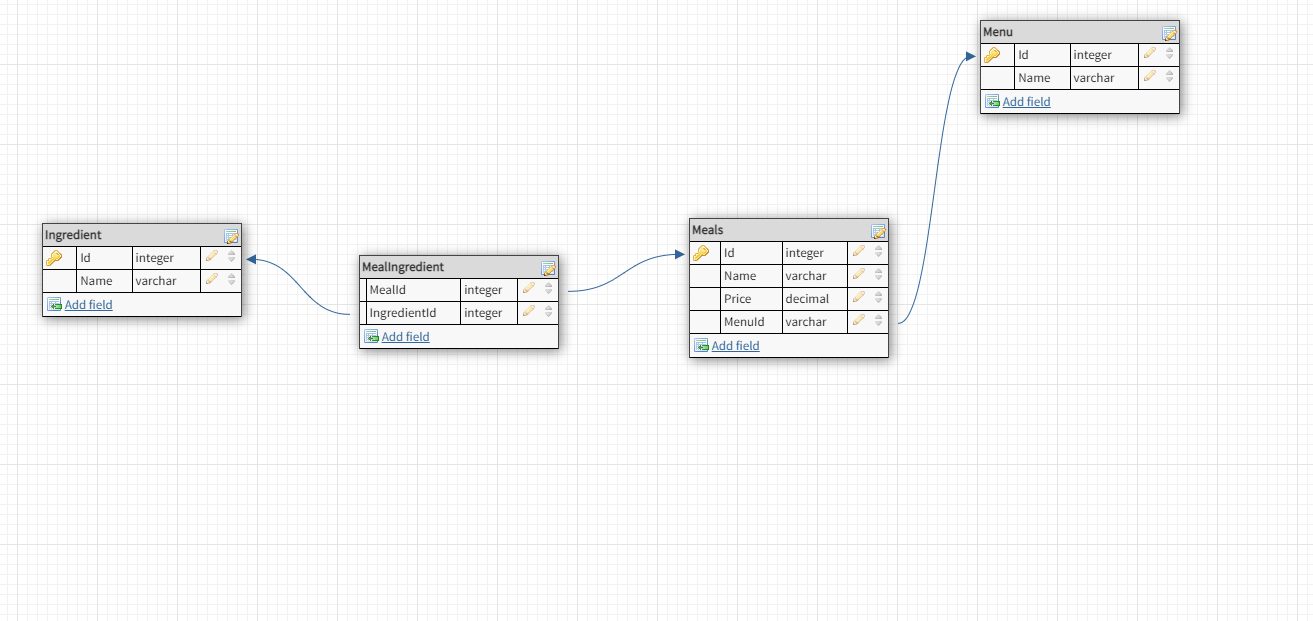 Menu
Id integer
Name varchar
Add field
Ingredient
Id integer
Name varchar
Add field
MealIngredient
MealId integer
IngredientId integer
Add field
Meals
Id integer
Name varchar
Price decimal
MenuId varchar
Add field